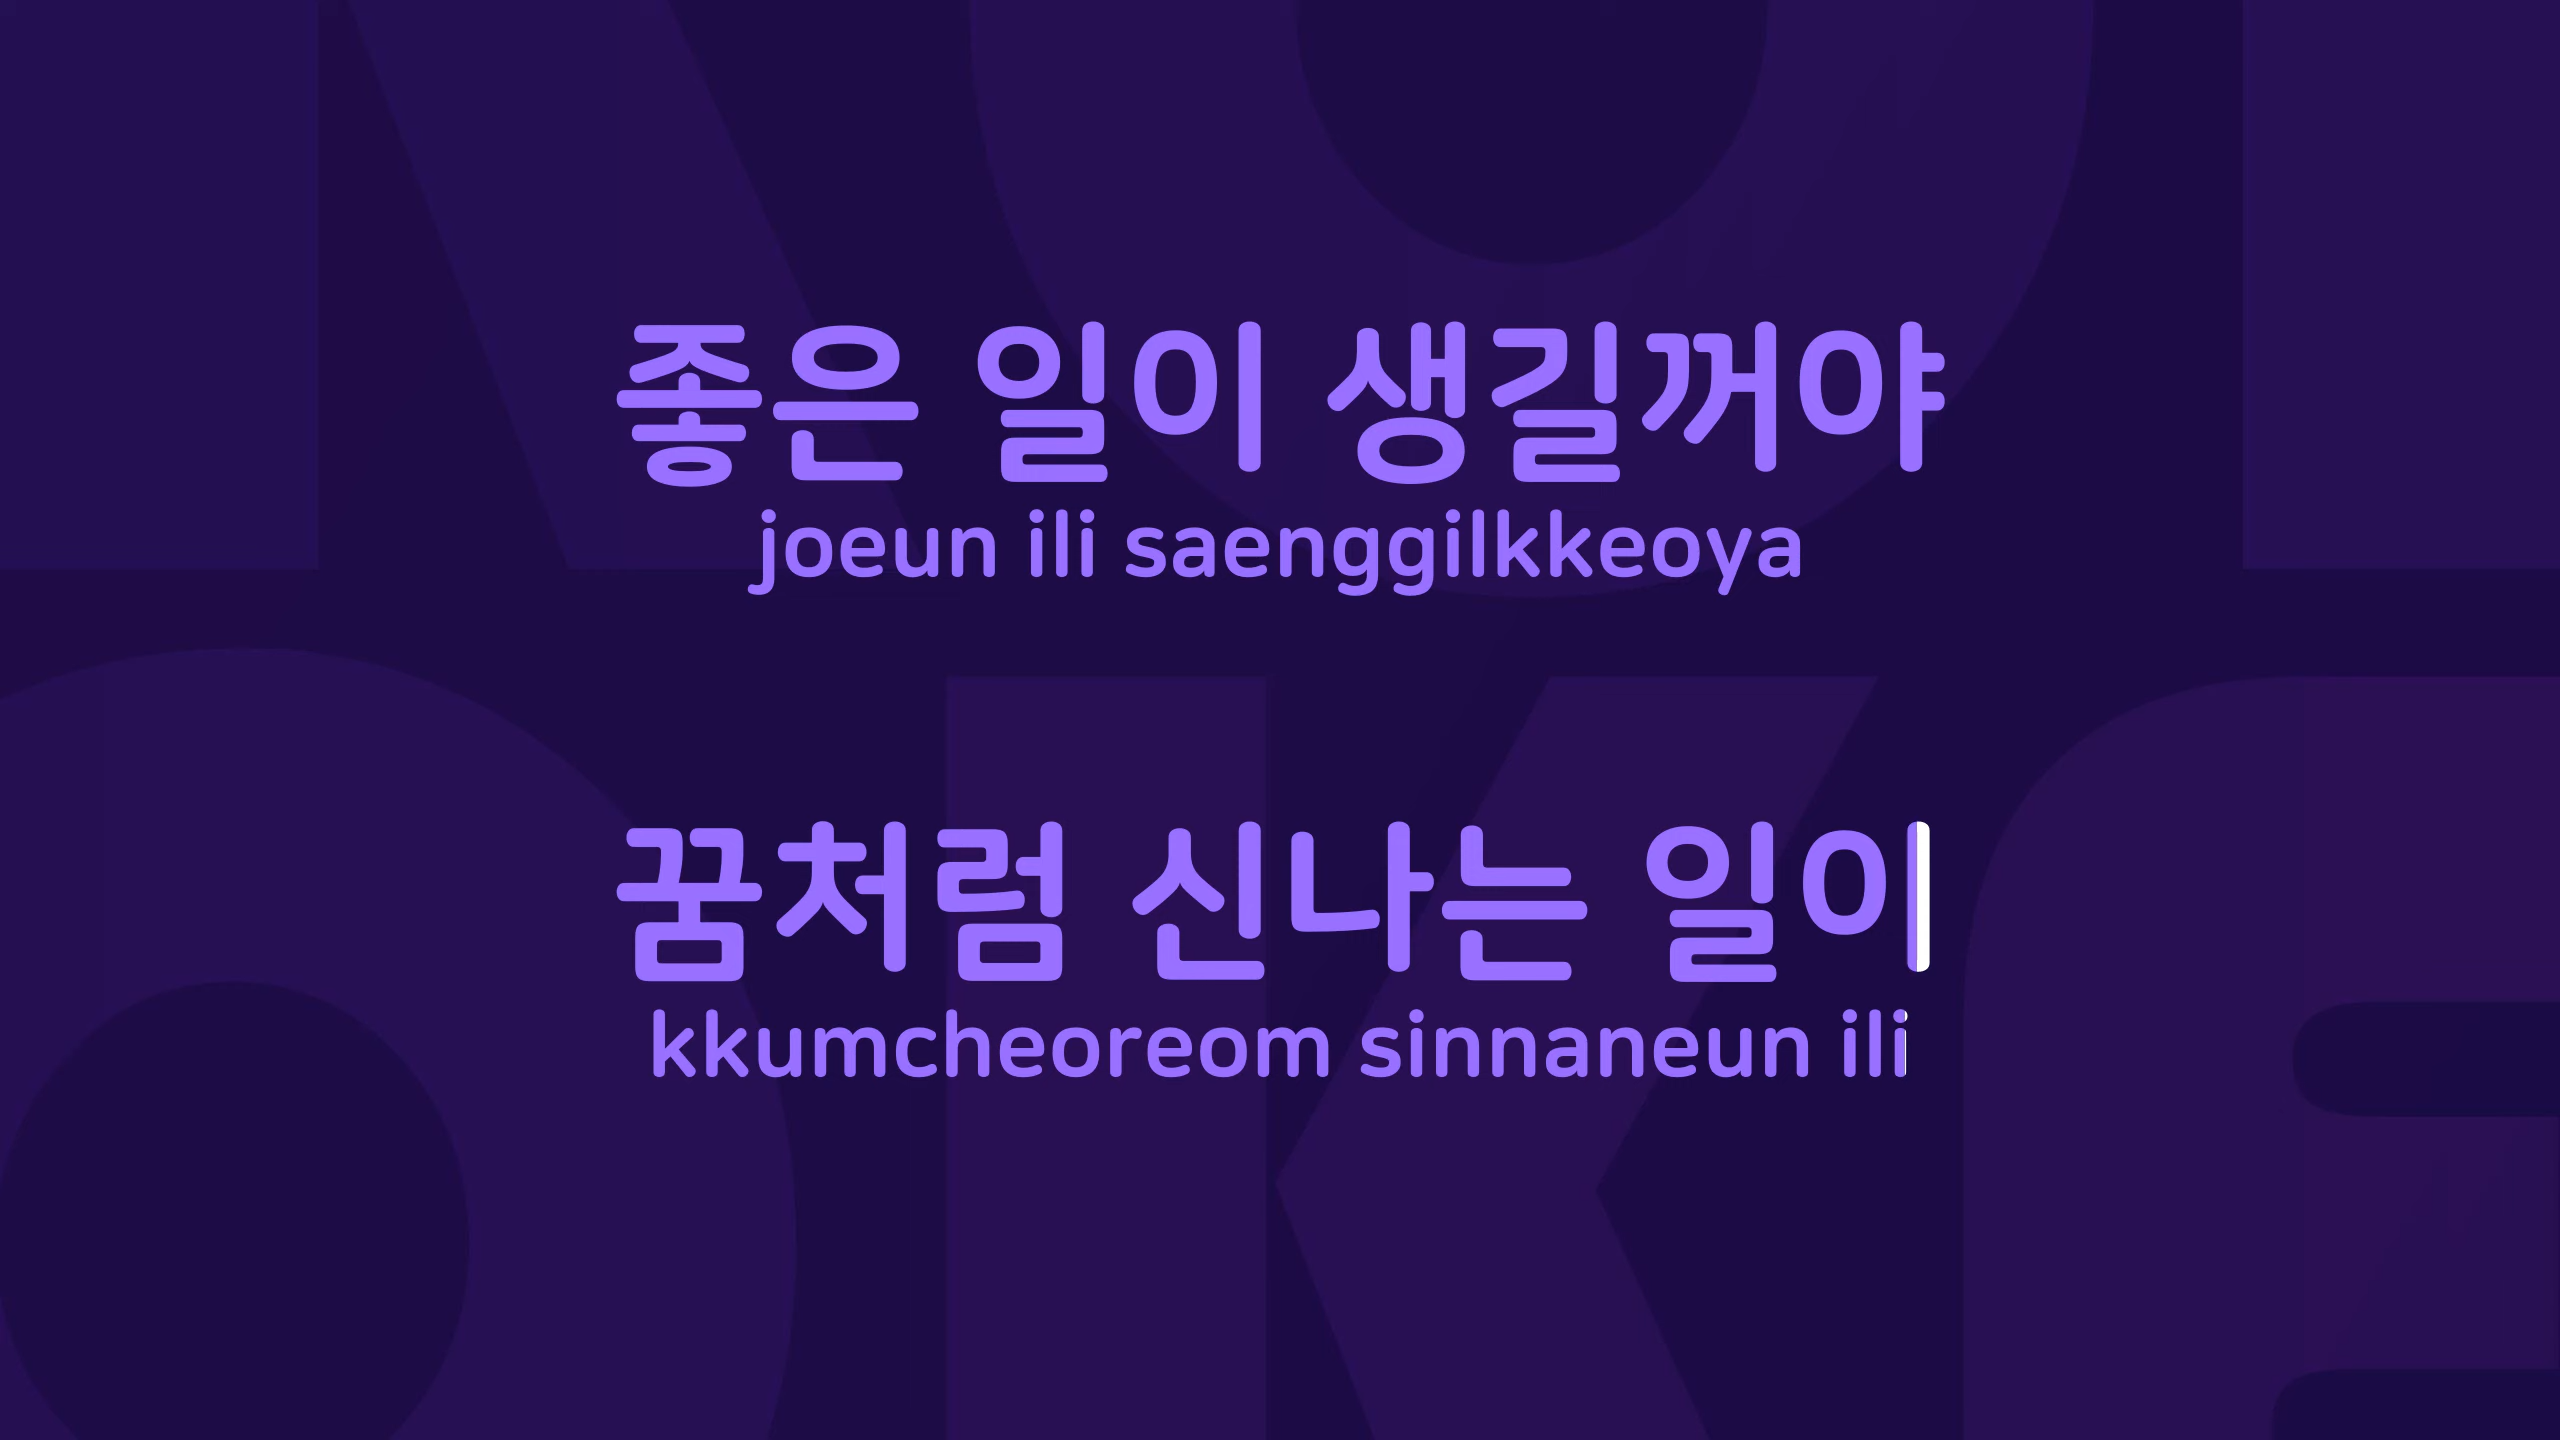 좋은 일이 생길꺼야
joeun ili saenggilkkeoya
꿈처럼 신나는 일이
kkumcheoreom sinnaneun ili